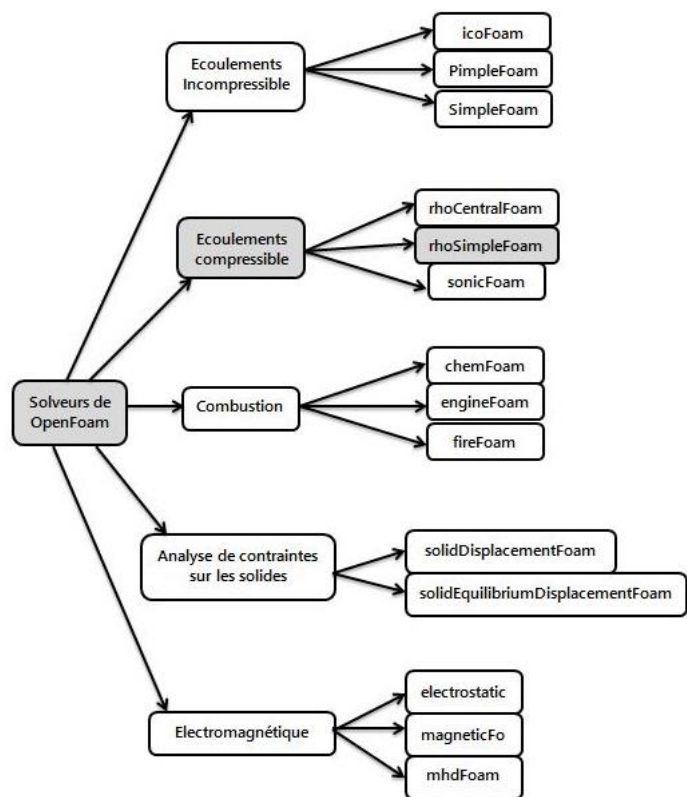 Ecoulements
Incompressible
icoFoam
PimpleFoam
SimpleFoam
Ecoulements
compressible
rhoCentralFoam
rhoSimpleFoam
sonicFoam
Solveurs de
OpenFoam
Combustion
chemFoam
engineFoam
fireFoam
Analyse de contraintes
sur les solides
solidDisplacementFoam
solidEquilibriumDisplacementFoam
Electromagnétique
electrostatic
magneticFo
mhdFoam